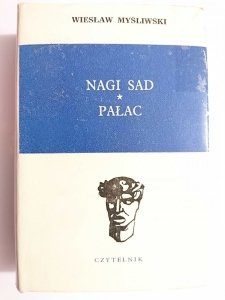 WIESŁAW MYŚLIWSKI
NAGI SAD
*
PAŁAC
CZYTELNIK